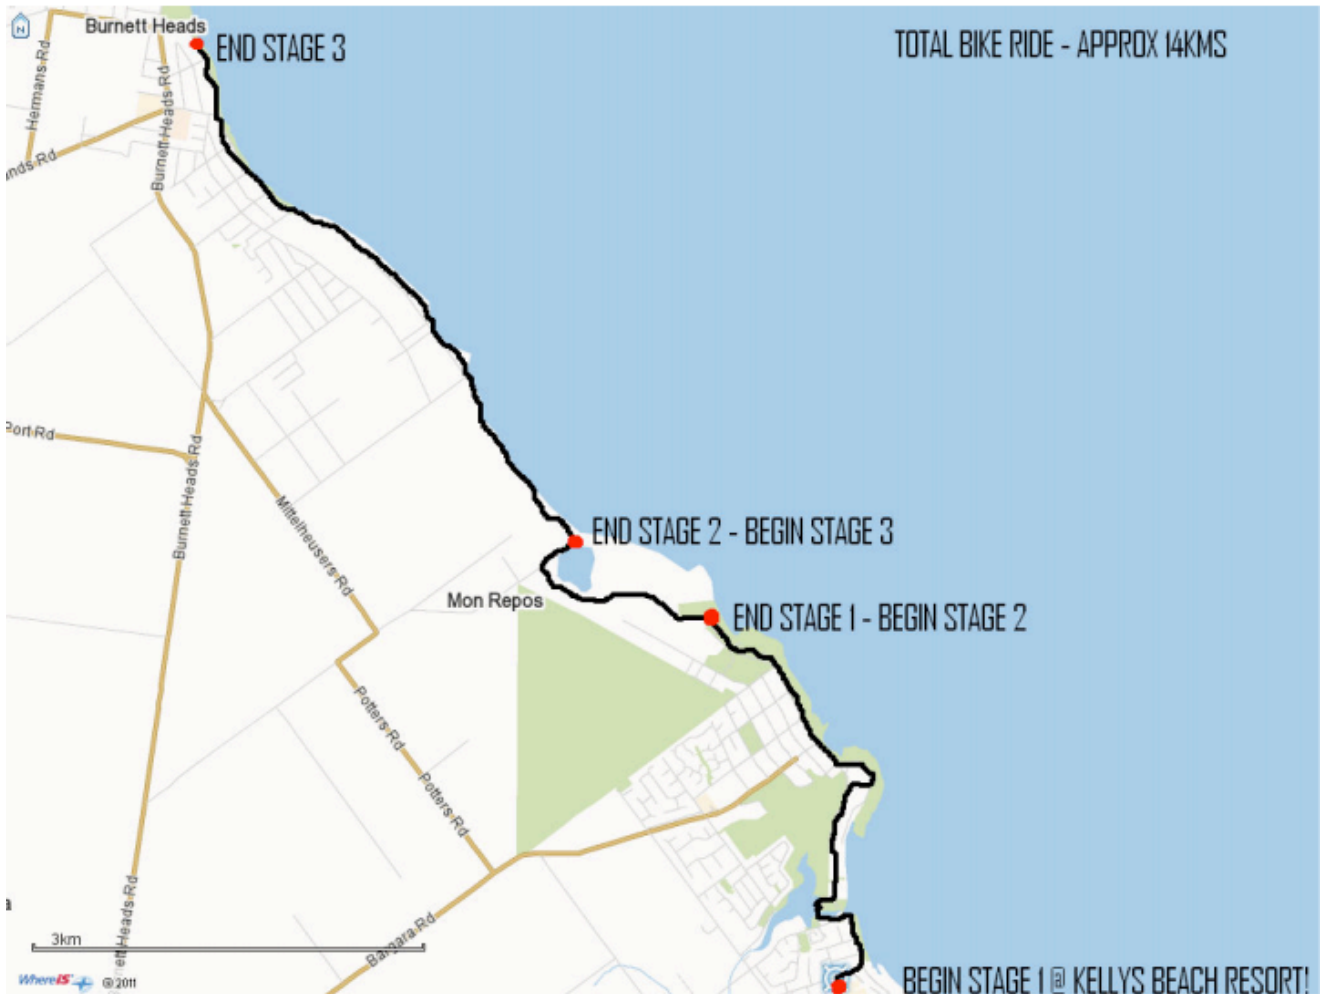 N
Burnett Heads
END STAGE 3
TOTAL BIKE RIDE - APPROX 14KMS
Hermans Rd
Burnett Heads Rd
ands Rd
Port Rd
Burnett Heads Rd
Mittelheusers Rd
END STAGE 2 - BEGIN STAGE 3
Mon Repos
END STAGE 1 - BEGIN STAGE 2
Potters Rd
Potters Rd
ett Heads Rd
Bargara Rd
a
3km
WhereiS
© 2011
BEGIN STAGE 1 @ KELLYS BEACH RESORT!